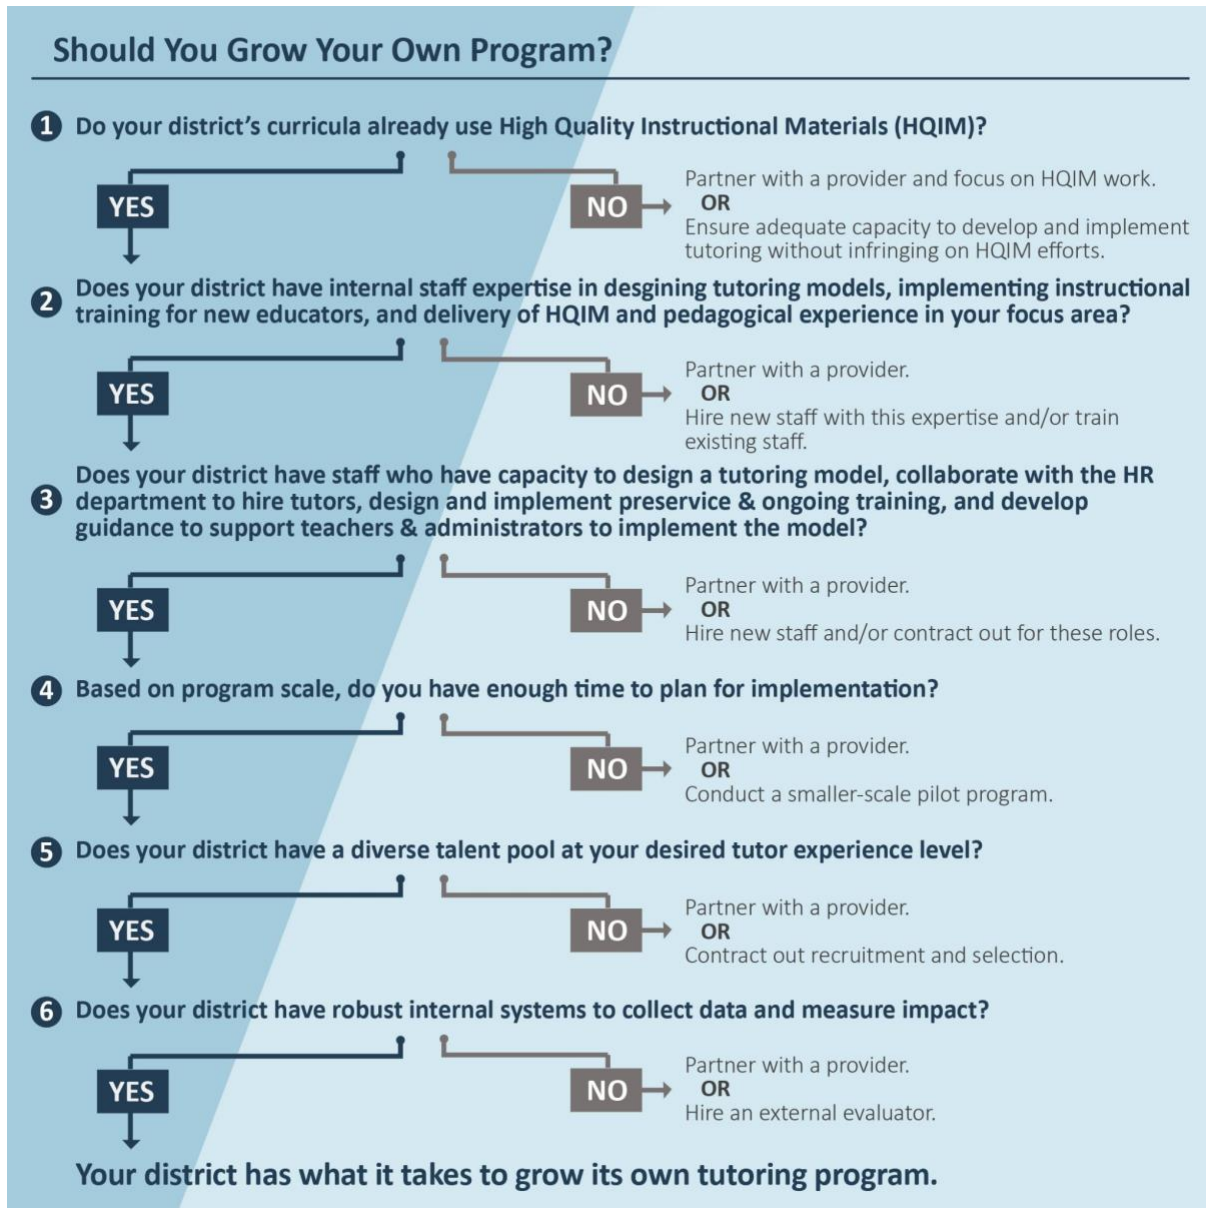 Should You Grow Your Own Program?
1 Do your district's curricula already use High Quality Instructional Materials (HQIM)?
YES
NO
Partner with a provider and focus on HQIM work.
OR
Ensure adequate capacity to develop and implement
tutoring without infringing on HQIM efforts.
2 Does your district have internal staff expertise in desgining tutoring models, implementing instructional
training for new educators, and delivery of HQIM and pedagogical experience in your focus area?
YES
NO
Partner with a provider.
OR
Hire new staff with this expertise and/or train
existing staff.
3 Does your district have staff who have capacity to design a tutoring model, collaborate with the HR
department to hire tutors, design and implement preservice & ongoing training, and develop
guidance to support teachers & administrators to implement the model?
YES
NO
Partner with a provider.
OR
Hire new staff and/or contract out for these roles.
4 Based on program scale, do you have enough time to plan for implementation?
YES
NO
Partner with a provider.
OR
Conduct a smaller-scale pilot program.
5 Does your district have a diverse talent pool at your desired tutor experience level?
YES
NO
Partner with a provider.
OR
Contract out recruitment and selection.
6 Does your district have robust internal systems to collect data and measure impact?
YES
NO
Partner with a provider.
OR
Hire an external evaluator.
Your district has what it takes to grow its own tutoring program.